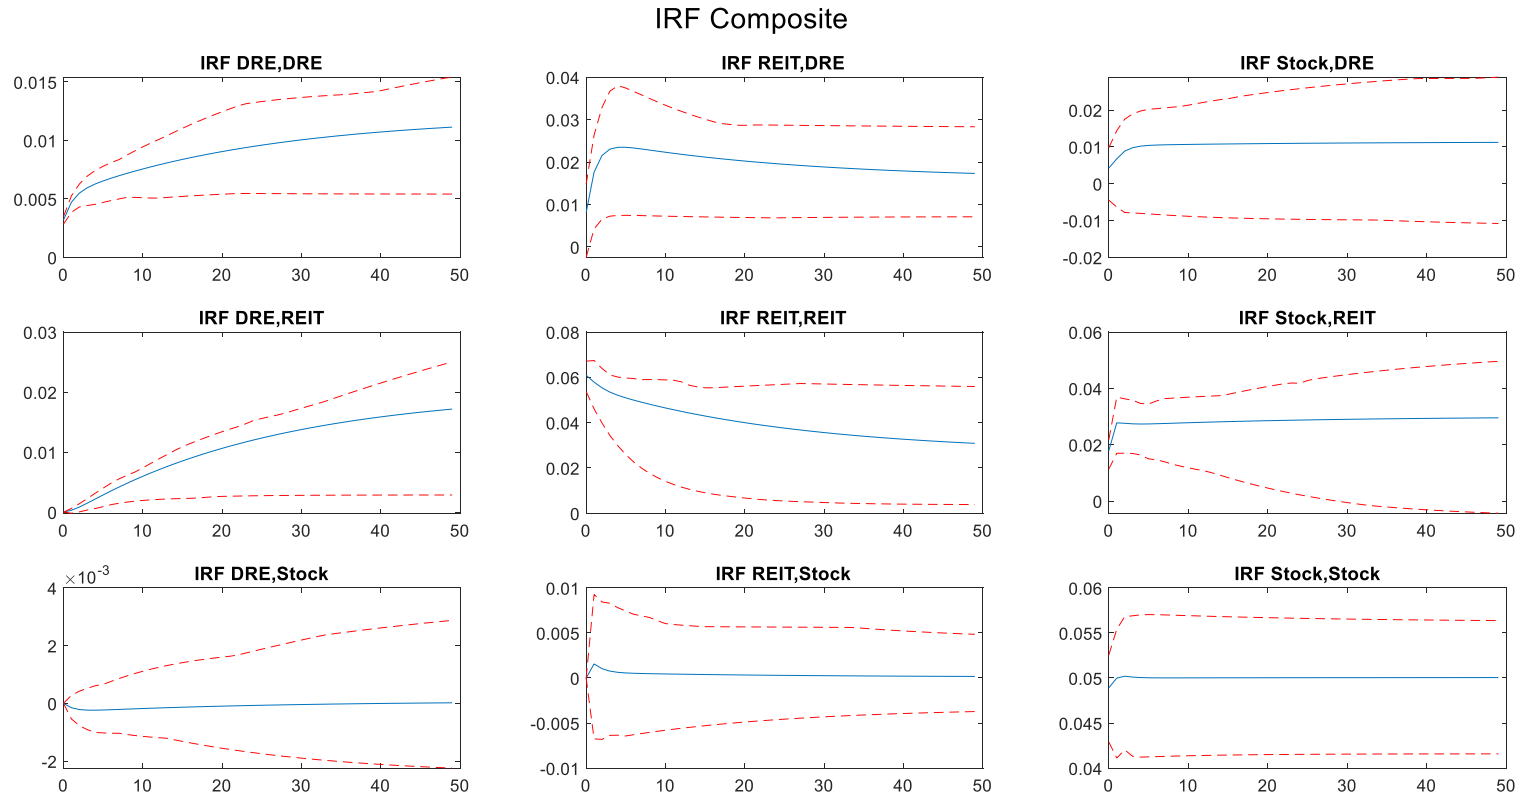 IRF Composite
IRF DRE,DRE
0.015
0.01
0.005
0
0 10 20 30 40 50
IRF REIT,DRE
0.04
0.03
0.02
0.01
0
0 10 20 30 40 50
IRF Stock,DRE
0.02
0.01
0
-0.01
-0.02
0 10 20 30 40 50
IRF DRE,REIT
0.03
0.02
0.01
0
0 10 20 30 40 50
IRF REIT,REIT
0.08
0.06
0.04
0.02
0
0 10 20 30 40 50
IRF Stock,REIT
0.06
0.04
0.02
0
0 10 20 30 40 50
IRF DRE,Stock
×10-3
4
2
0
-2
0 10 20 30 40 50
IRF REIT,Stock
0.01
0.005
0
-0.005
-0.01
0 10 20 30 40 50
IRF Stock,Stock
0.06
0.055
0.05
0.045
0.04
0 10 20 30 40 50